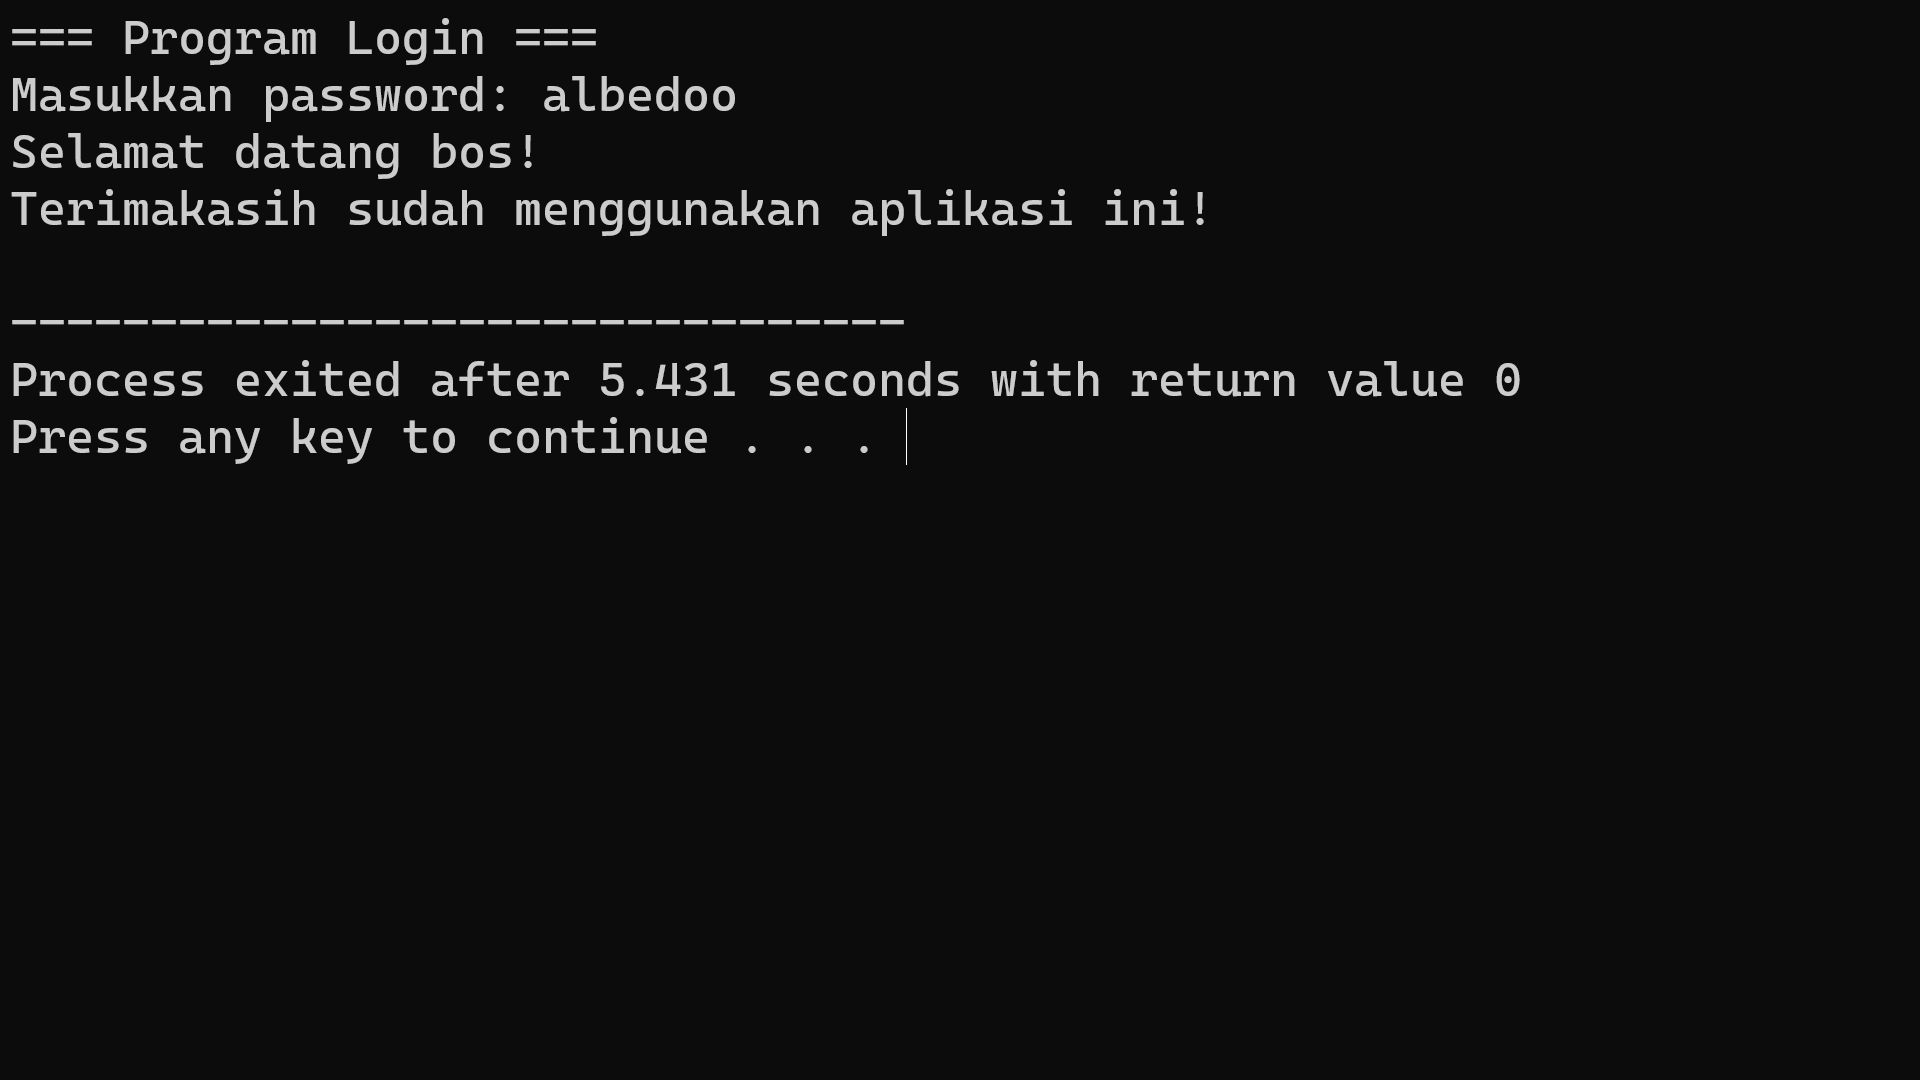 === Program Login ===
Masukkan password: albedoo
Selamat datang bos!
Terimakasih sudah menggunakan aplikasi ini!
--------------------------------
Process exited after 5.431 seconds with return value 0
Press any key to continue . . .